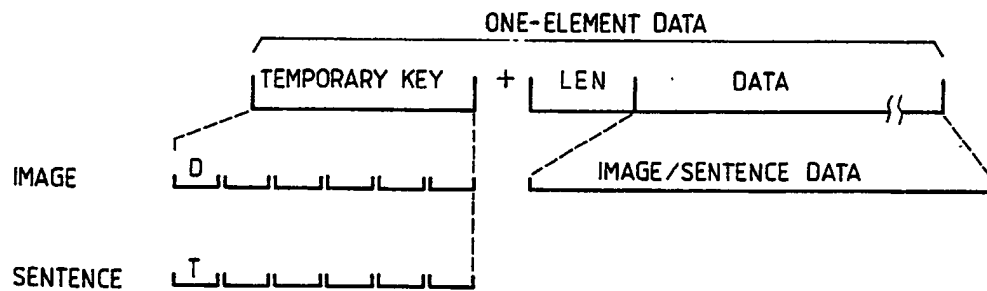 ONE-ELEMENT DATA
TEMPORARY KEY + LEN DATA
IMAGE D IMAGE/SENTENCE DATA
SENTENCE T